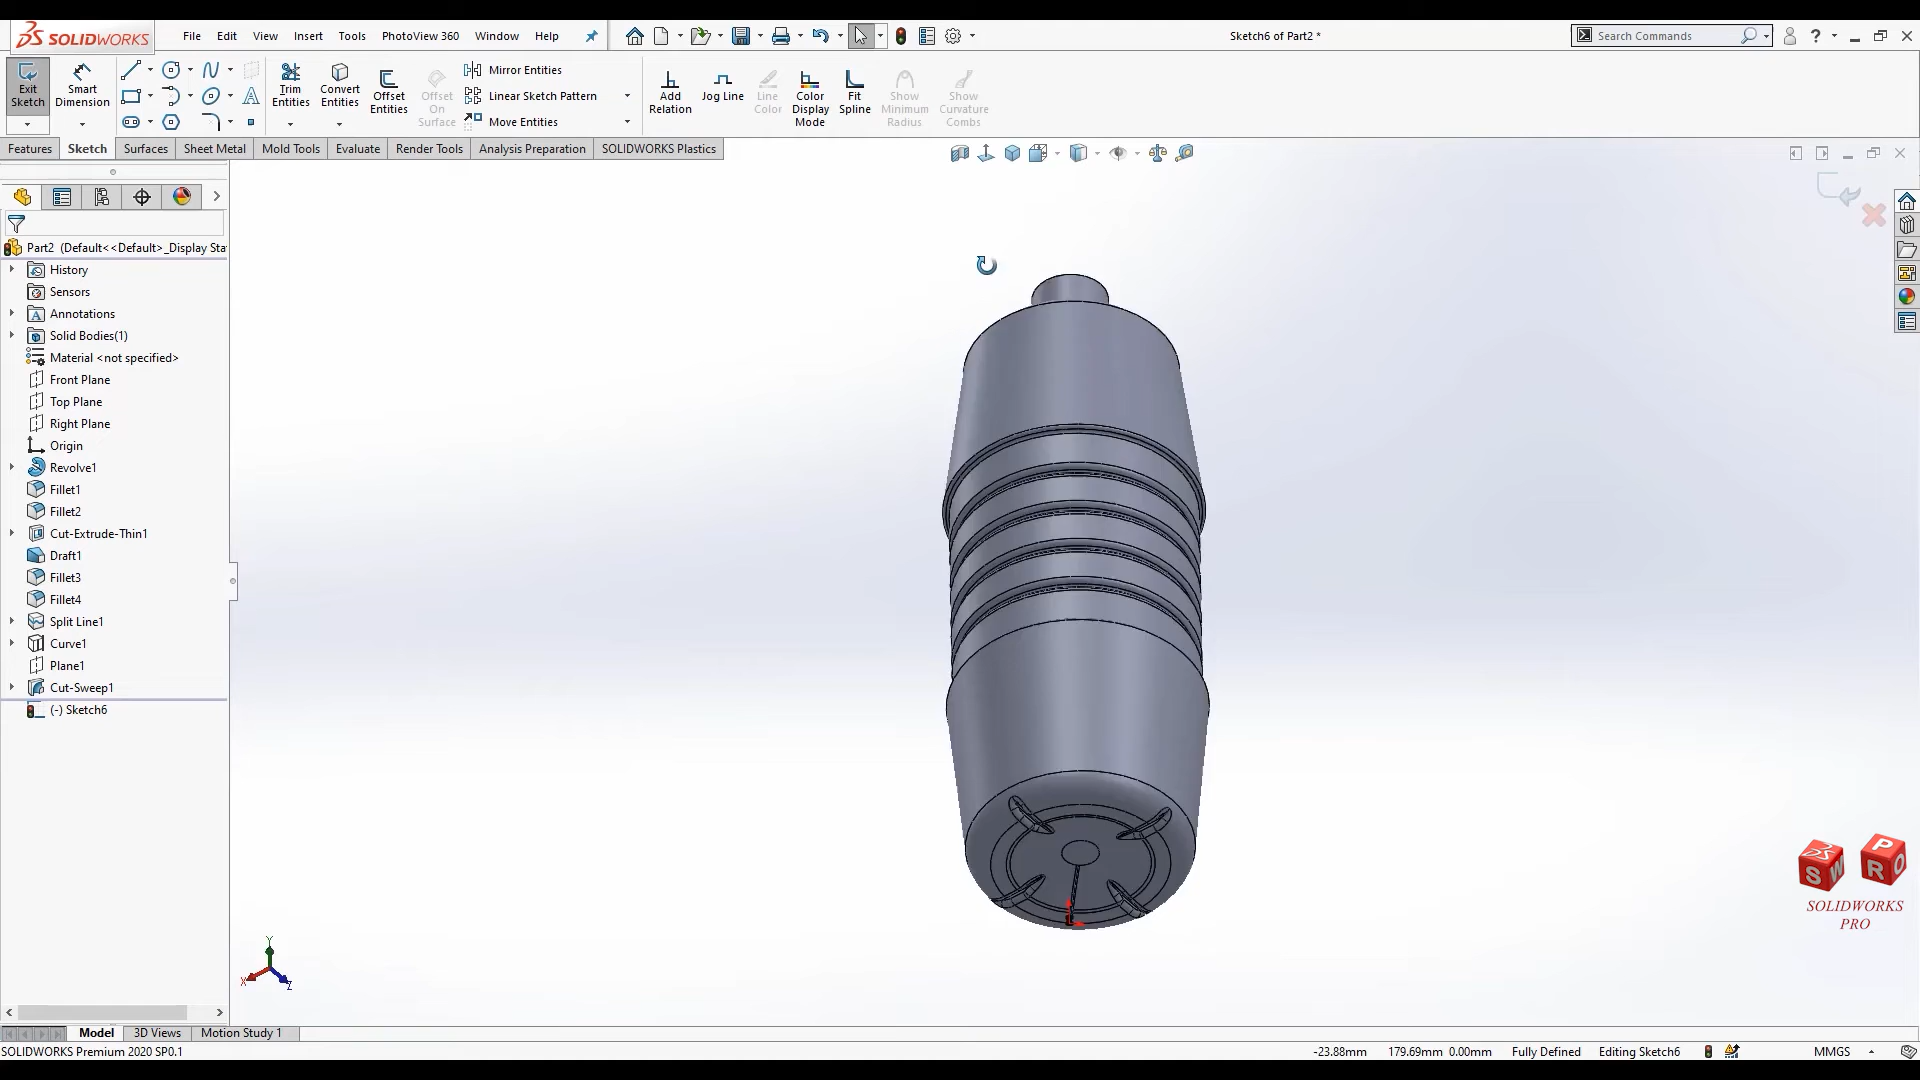 SOLIDWORKS
File Edit View Insert Tools PhotoView 360 Window Help
Sketch6 of Part2 *
Search Commands
?
Exit Sketch
Smart Dimension
Trim Entities
Convert Entities
Offset Entities
Offset On Surface
Mirror Entities
Linear Sketch Pattern
Move Entities
Add Relation
Jog Line
Line Color
Color Display Mode
Fit Spline
Show Minimum Radius
Show Curvature Combs
Features Sketch Surfaces Sheet Metal Mold Tools Evaluate Render Tools Analysis Preparation SOLIDWORKS Plastics
Part2 (Default<<Default>_Display Sta
History
Sensors
Annotations
Solid Bodies(1)
Material <not specified>
Front Plane
Top Plane
Right Plane
Origin
Revolve1
Fillet1
Fillet2
Cut-Extrude-Thin1
Draft1
Fillet3
Fillet4
Split Line1
Curve1
Plane1
Cut-Sweep1
(-) Sketch6
Y
X
Z
S W P R O
SOLIDWORKS
PRO
Model 3D Views Motion Study 1
SOLIDWORKS Premium 2020 SP0.1
-23.88mm 179.69mm 0.00mm Fully Defined Editing Sketch6 MMGS